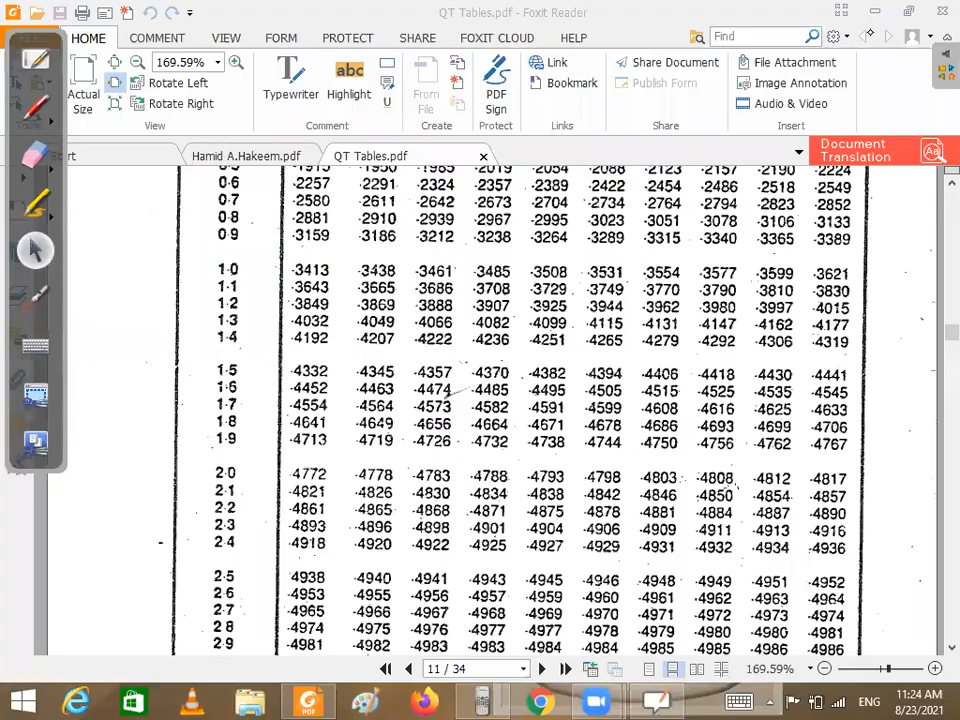 QT Tables.pdf - Foxit Reader
HOME COMMENT VIEW FORM PROTECT SHARE FOXIT CLOUD HELP Find
169.59% Link Share Document File Attachment
Rotate Left Bookmark Publish Form Image Annotation
Rotate Right Audio & Video
Actual Size Typewriter Highlight From File PDF Sign
View Comment Create Protect Links Share Insert
Hamid A.Hakeem.pdf QT Tables.pdf Document Translation
0·6 ·2257 ·2291 ·2324 ·2357 ·2389 ·2422 ·2454 ·2486 ·2518 ·2549
0·7 ·2580 ·2611 ·2642 ·2673 ·2704 ·2734 ·2764 ·2794 ·2823 ·2852
0·8 ·2881 ·2910 ·2939 ·2967 ·2995 ·3023 ·3051 ·3078 ·3106 ·3133
0·9 ·3159 ·3186 ·3212 ·3238 ·3264 ·3289 ·3315 ·3340 ·3365 ·3389
1·0 ·3413 ·3438 ·3461 ·3485 ·3508 ·3531 ·3554 ·3577 ·3599 ·3621
1·1 ·3643 ·3665 ·3686 ·3708 ·3729 ·3749 ·3770 ·3790 ·3810 ·3830
1·2 ·3849 ·3869 ·3888 ·3907 ·3925 ·3944 ·3962 ·3980 ·3997 ·4015
1·3 ·4032 ·4049 ·4066 ·4082 ·4099 ·4115 ·4131 ·4147 ·4162 ·4177
1·4 ·4192 ·4207 ·4222 ·4236 ·4251 ·4265 ·4279 ·4292 ·4306 ·4319
1·5 ·4332 ·4345 ·4357 ·4370 ·4382 ·4394 ·4406 ·4418 ·4430 ·4441
1·6 ·4452 ·4463 ·4474 ·4485 ·4495 ·4505 ·4515 ·4525 ·4535 ·4545
1·7 ·4554 ·4564 ·4573 ·4582 ·4591 ·4599 ·4608 ·4616 ·4625 ·4633
1·8 ·4641 ·4649 ·4656 ·4664 ·4671 ·4678 ·4686 ·4693 ·4699 ·4706
1·9 ·4713 ·4719 ·4726 ·4732 ·4738 ·4744 ·4750 ·4756 ·4762 ·4767
2·0 ·4772 ·4778 ·4783 ·4788 ·4793 ·4798 ·4803 ·4808 ·4812 ·4817
2·1 ·4821 ·4826 ·4830 ·4834 ·4838 ·4842 ·4846 ·4850 ·4854 ·4857
2·2 ·4861 ·4865 ·4868 ·4871 ·4875 ·4878 ·4881 ·4884 ·4887 ·4890
2·3 ·4893 ·4896 ·4898 ·4901 ·4904 ·4906 ·4909 ·4911 ·4913 ·4916
2·4 ·4918 ·4920 ·4922 ·4925 ·4927 ·4929 ·4931 ·4932 ·4934 ·4936
2·5 ·4938 ·4940 ·4941 ·4943 ·4945 ·4946 ·4948 ·4949 ·4951 ·4952
2·6 ·4953 ·4955 ·4956 ·4957 ·4959 ·4960 ·4961 ·4962 ·4963 ·4964
2·7 ·4965 ·4966 ·4967 ·4968 ·4969 ·4970 ·4971 ·4972 ·4973 ·4974
2·8 ·4974 ·4975 ·4976 ·4977 ·4977 ·4978 ·4979 ·4980 ·4980 ·4981
2·9 ·4981 ·4982 ·4983 ·4983 ·4984 ·4984 ·4985 ·4985 ·4986 ·4986
11 / 34 169.59%
ENG 11:24 AM
8/23/2021